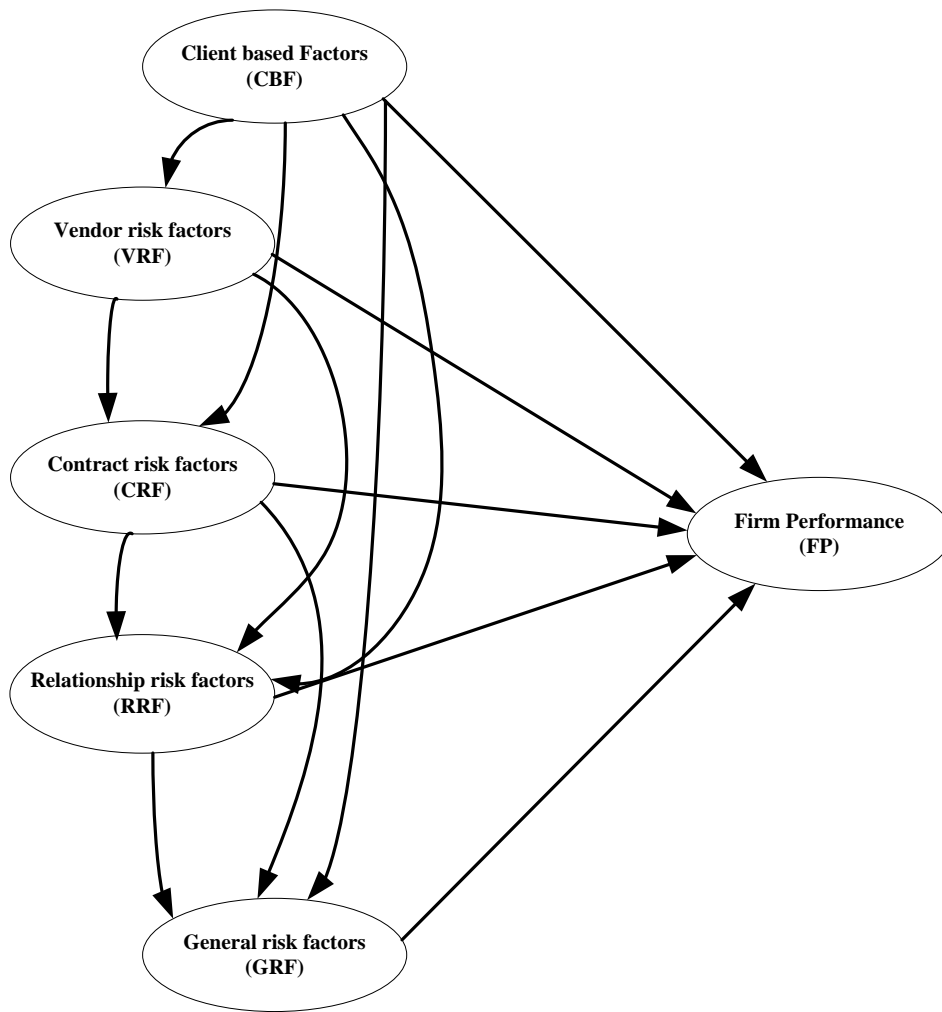 Client based Factors
(CBF)
Vendor risk factors
(VRF)
Contract risk factors
(CRF)
Firm Performance
(FP)
Relationship risk factors
(RRF)
General risk factors
(GRF)